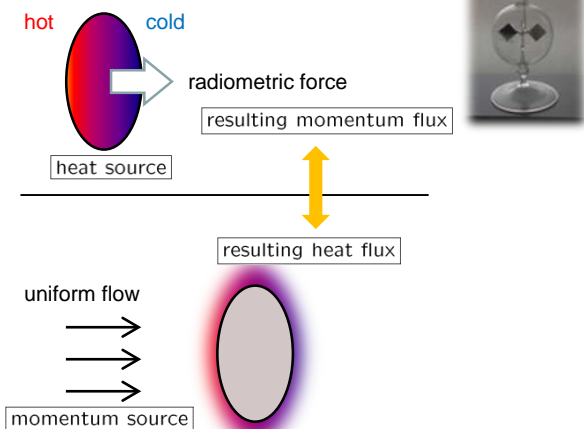 hot cold
radiometric force
resulting momentum flux
heat source
resulting heat flux
uniform flow
momentum source